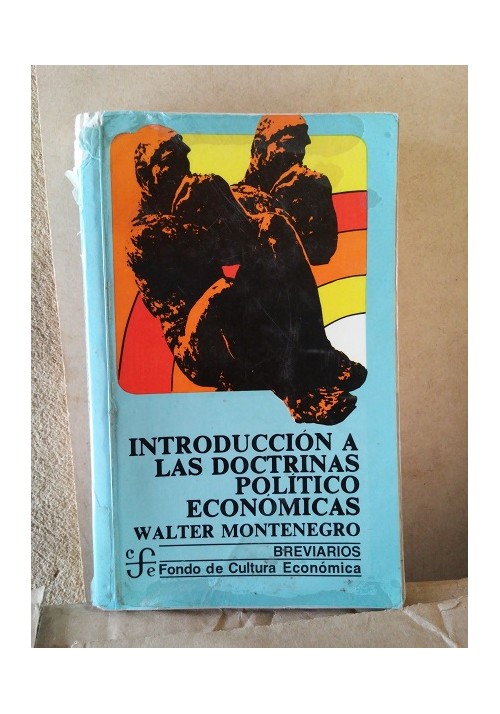 INTRODUCCIÓN A
LAS DOCTRINAS
POLÍTICO
ECONÓMICAS
WALTER MONTENEGRO
cfe
BREVIARIOS
Fondo de Cultura Económica